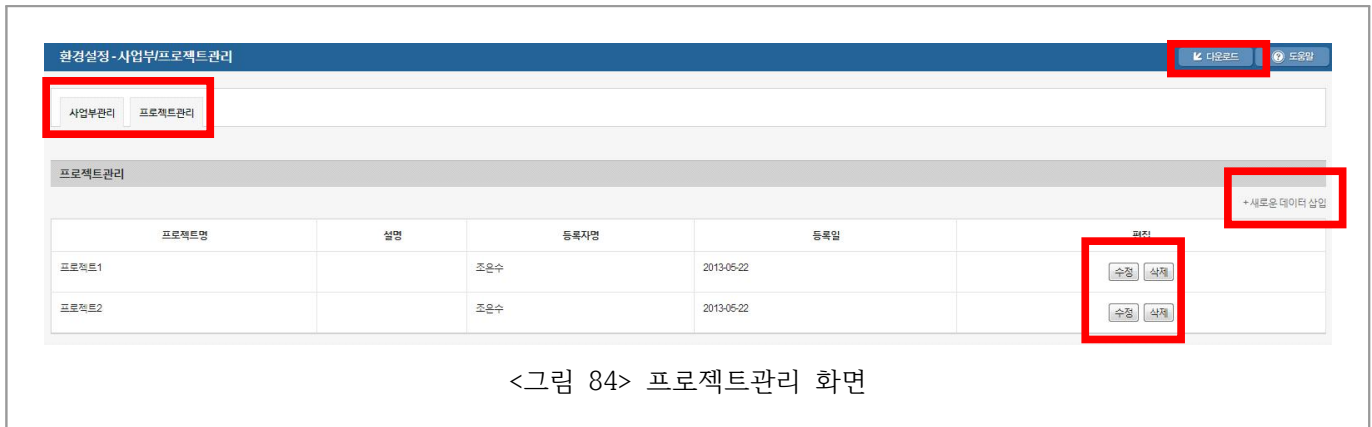 환경설정-사업부/프로젝트관리 다운로드 도움말
사업부관리 프로젝트관리
프로젝트관리
+새로운 데이터 삽입
프로젝트명 설명 등록자명 등록일 편집
프로젝트1 조은수 2013-05-22 수정 삭제
프로젝트2 조은수 2013-05-22 수정 삭제
<그림 84> 프로젝트관리 화면